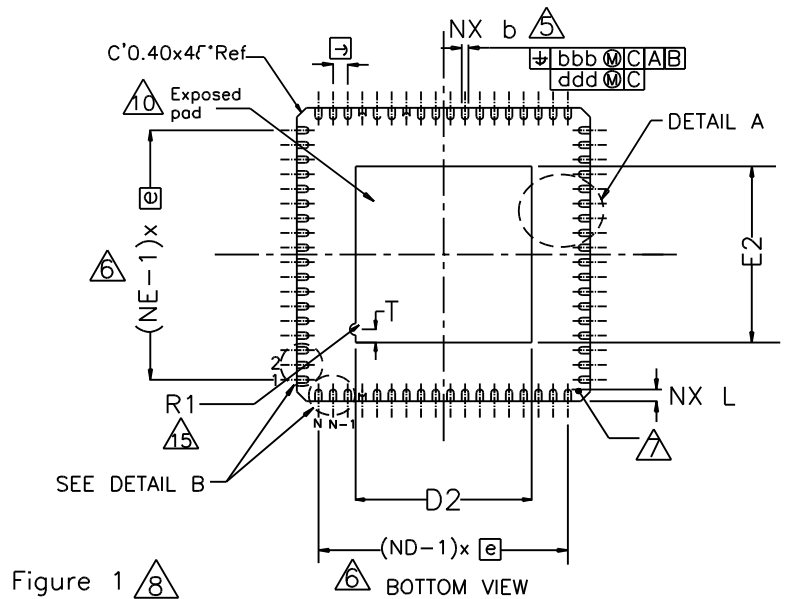 NX b 5
C'0.40x45° Ref
bbb Ⓜ C A B
ddd Ⓜ C
10 Exposed
pad
DETAIL A
(NE-1)x e
6
E2
T
2
1
R1
15
NX L
N N-1
7
SEE DETAIL B
D2
(ND-1)x e
6 BOTTOM VIEW
Figure 1 8